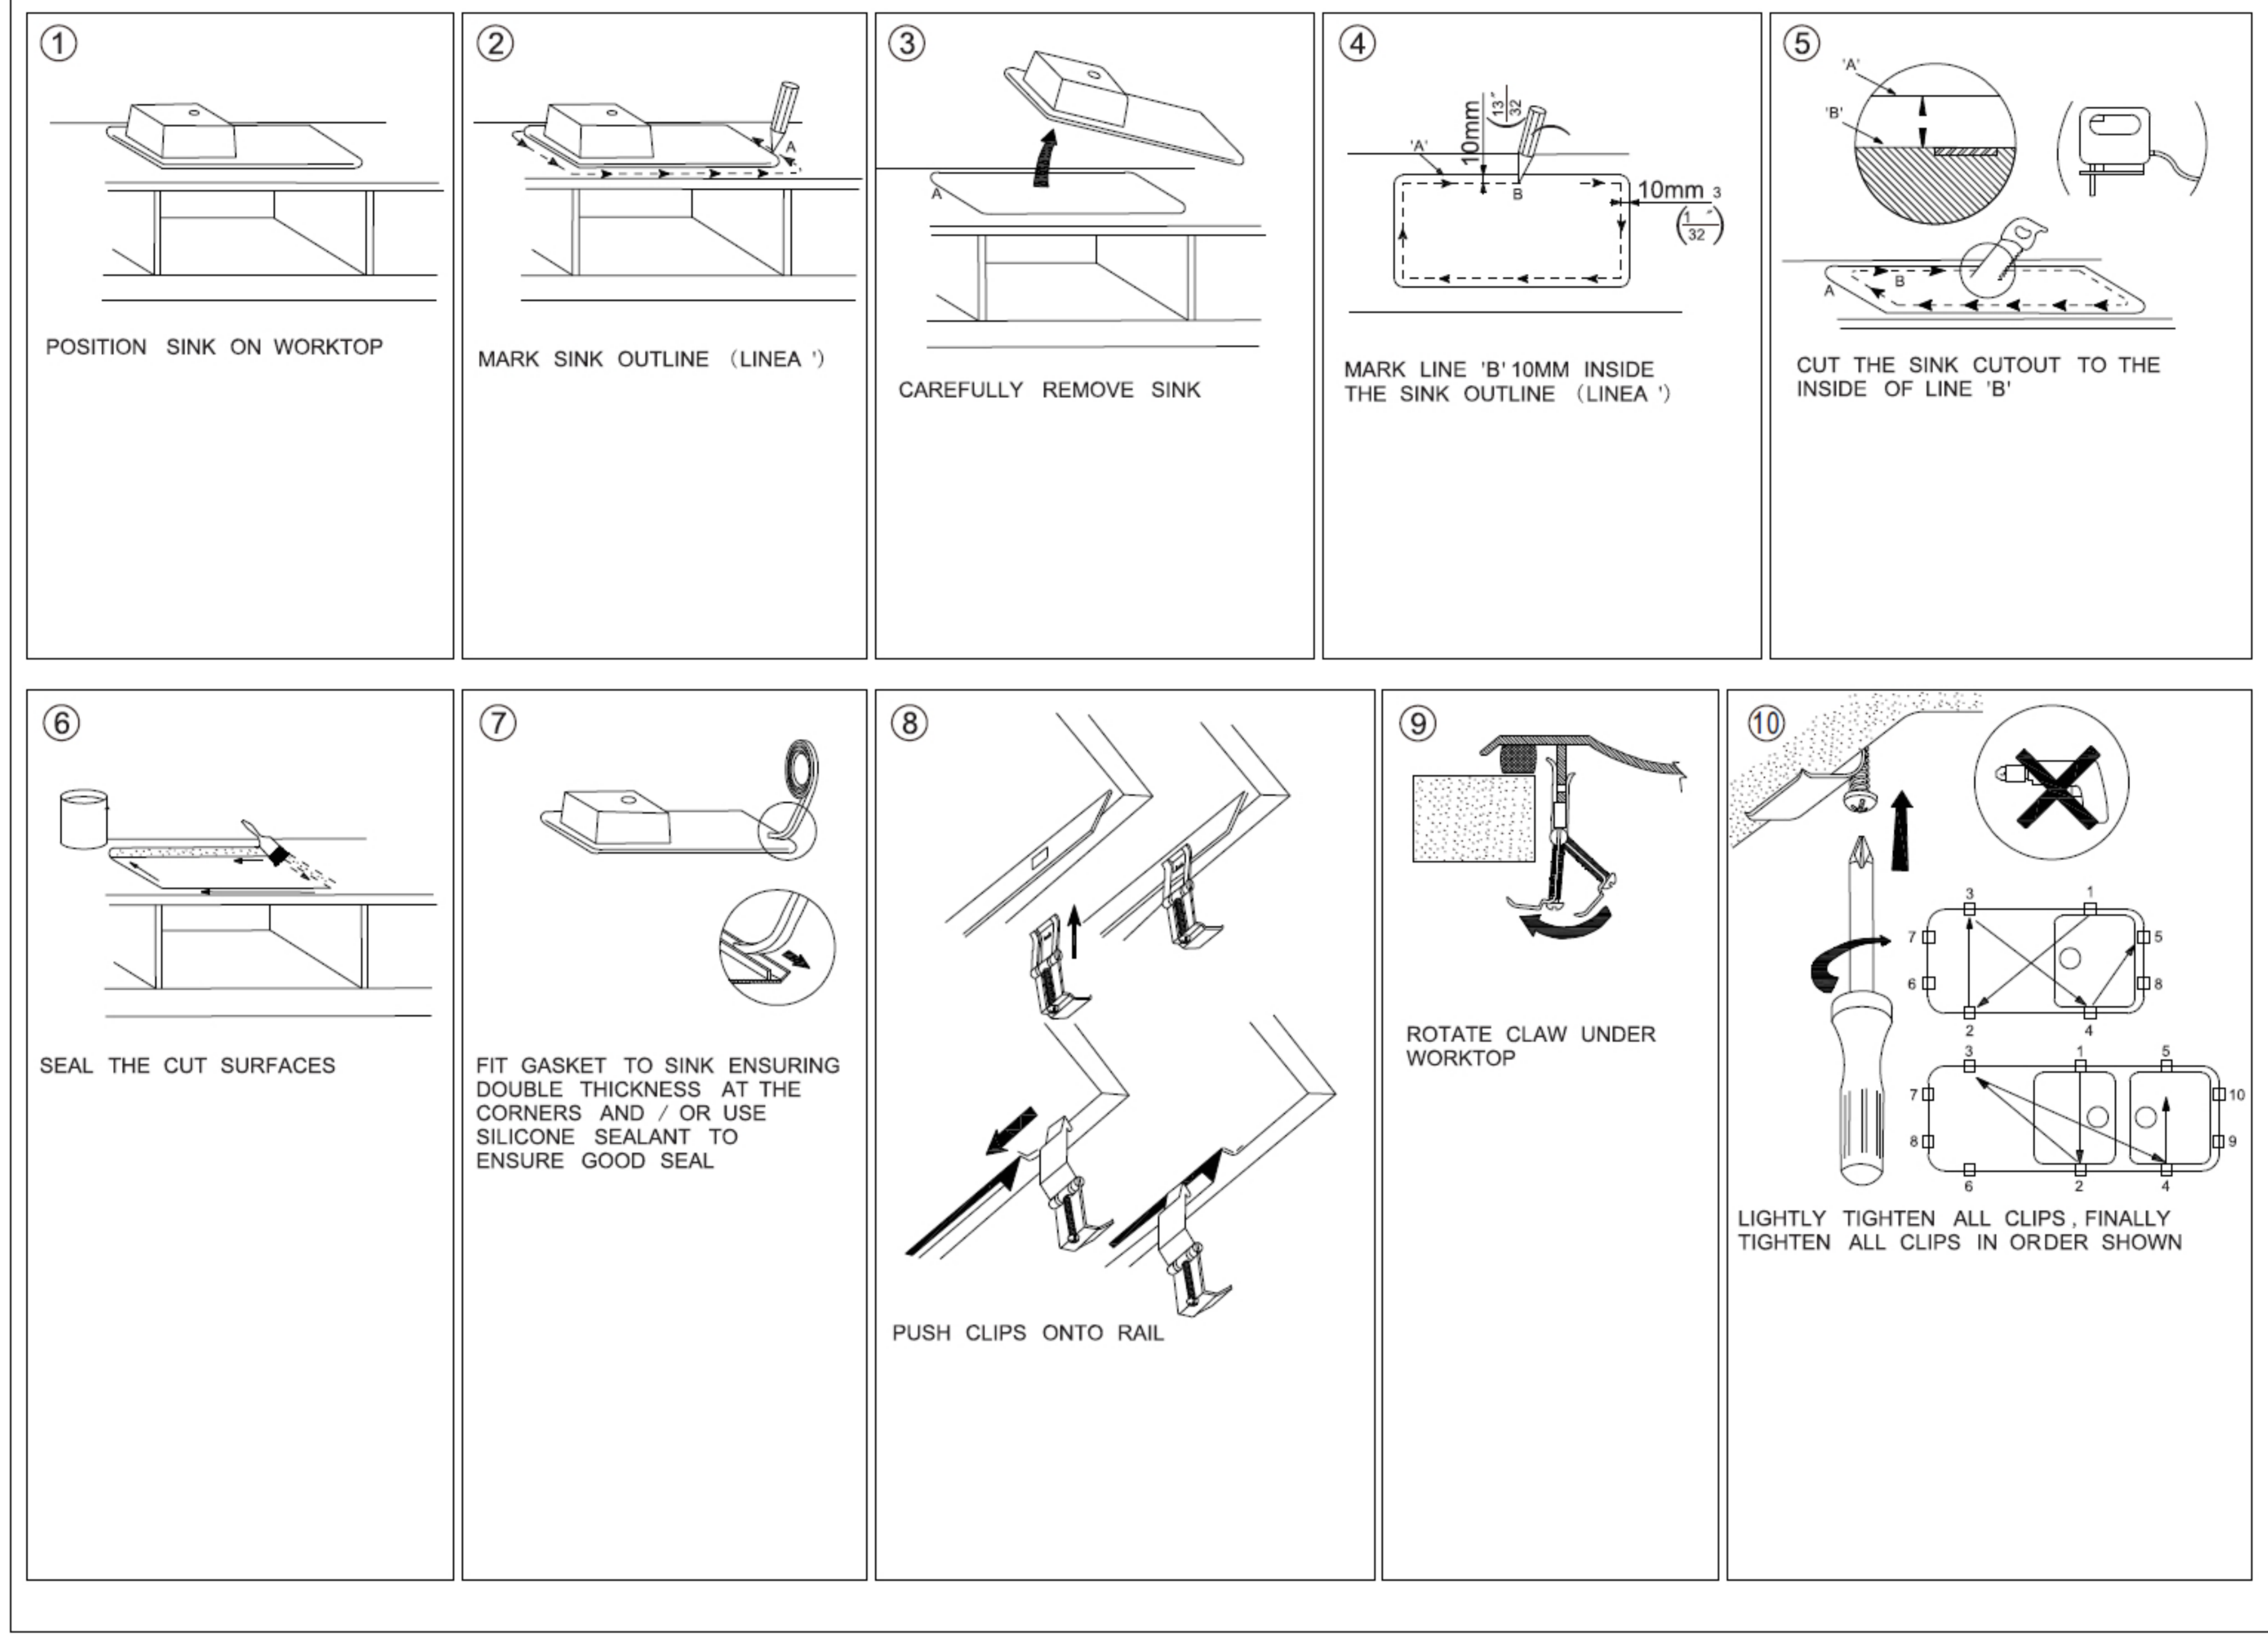 ①
POSITION SINK ON WORKTOP
②
A
MARK SINK OUTLINE (LINEA ')
③
A
CAREFULLY REMOVE SINK
④
'A'
10mm
13"
32
B
10mm 3
(1"
32)
MARK LINE 'B' 10MM INSIDE
THE SINK OUTLINE (LINEA ')
⑤
'A'
'B'
B
A
CUT THE SINK CUTOUT TO THE
INSIDE OF LINE 'B'
⑥
SEAL THE CUT SURFACES
⑦
FIT GASKET TO SINK ENSURING
DOUBLE THICKNESS AT THE
CORNERS AND / OR USE
SILICONE SEALANT TO
ENSURE GOOD SEAL
⑧
PUSH CLIPS ONTO RAIL
⑨
ROTATE CLAW UNDER
WORKTOP
⑩
3 1
7 5
6 8
2 4
3 1 5
7 10
8 9
6 2 4
LIGHTLY TIGHTEN ALL CLIPS , FINALLY
TIGHTEN ALL CLIPS IN ORDER SHOWN